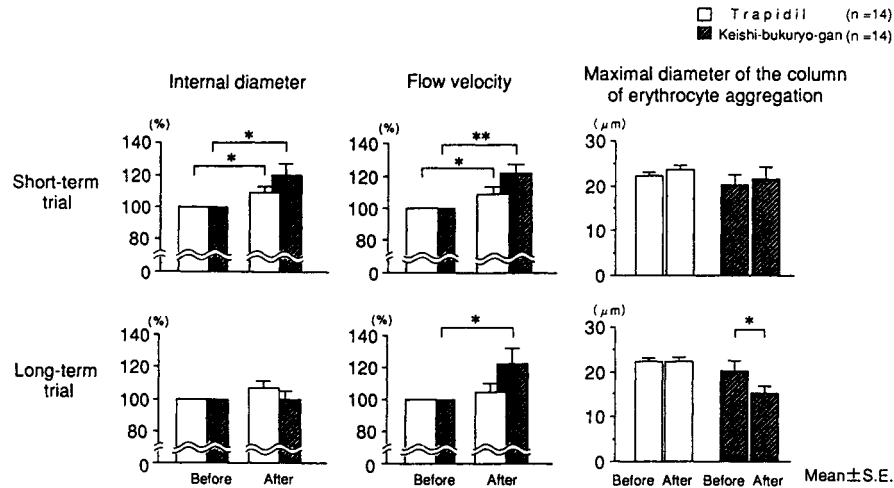 Trapidil (n=14)
Keishi-bukuryo-gan (n=14)
Internal diameter
Flow velocity
Maximal diameter of the column
of erythrocyte aggregation
Short-term
trial
(%)
140
120
100
80
0
*
*
(%)
140
120
100
80
0
**
*
(μm)
30
20
10
0
Long-term
trial
(%)
140
120
100
80
0
Before After
(%)
140
120
100
80
0
*
Before After
(μm)
30
20
10
0
*
Before After Before After
Mean±S.E.